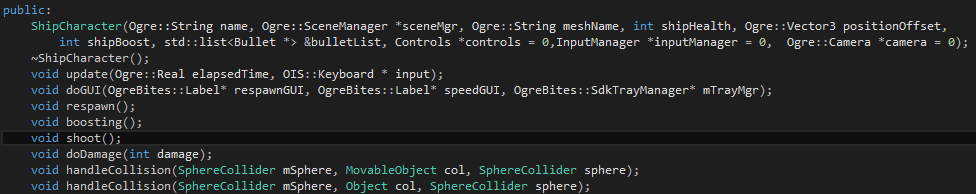 public:
ShipCharacter(Ogre::String name, Ogre::SceneManager *sceneMgr, Ogre::String meshName, int shipHealth, Ogre::Vector3 positionOffset,
int shipBoost, std::list<Bullet *> &bulletList, Controls *controls = 0,InputManager *inputManager = 0,  Ogre::Camera *camera = 0);
~ShipCharacter();
void update(Ogre::Real elapsedTime, OIS::Keyboard * input);
void doGUI(OgreBites::Label* respawnGUI, OgreBites::Label* speedGUI, OgreBites::SdkTrayManager* mTrayMgr);
void respawn();
void boosting();
void shoot();
void doDamage(int damage);
void handleCollision(SphereCollider mSphere, MovableObject col, SphereCollider sphere);
void handleCollision(SphereCollider mSphere, Object col, SphereCollider sphere);